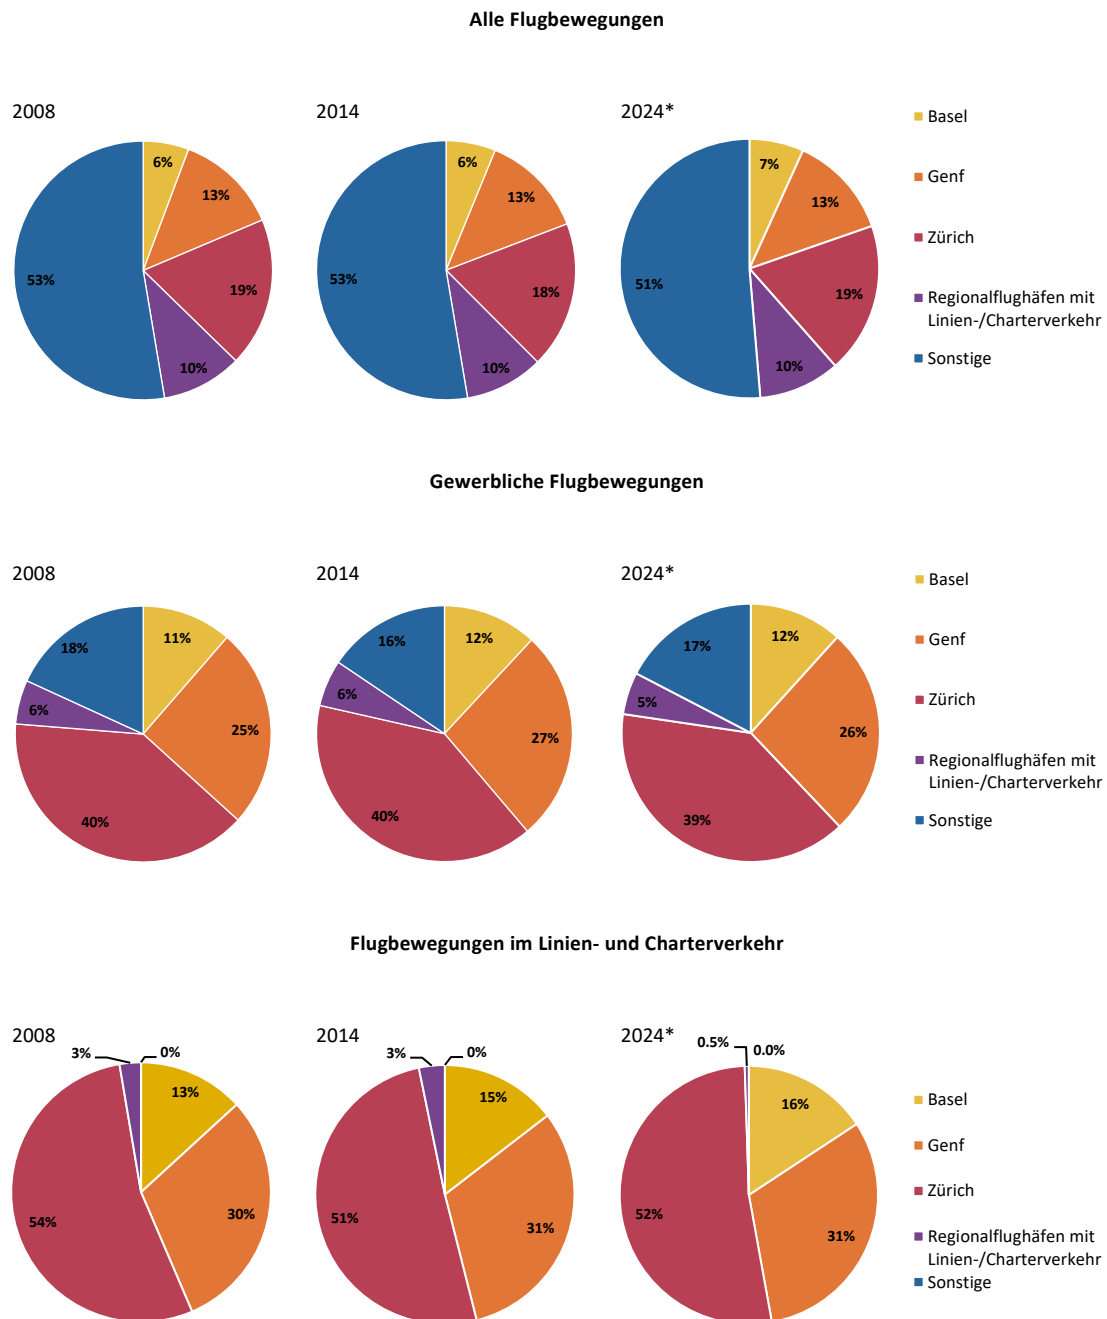 Alle Flugbewegungen
2008
2014
2024*
6%
13%
19%
10%
53%
6%
13%
18%
10%
53%
7%
13%
19%
10%
51%
Basel
Genf
Zürich
Regionalflughäfen mit
Linien-/Charterverkehr
Sonstige
Gewerbliche Flugbewegungen
2008
2014
2024*
11%
25%
40%
6%
18%
12%
27%
40%
6%
16%
12%
26%
39%
5%
17%
Basel
Genf
Zürich
Regionalflughäfen mit
Linien-/Charterverkehr
Sonstige
Flugbewegungen im Linien- und Charterverkehr
2008
2014
2024*
3%
0%
13%
30%
54%
3%
0%
15%
31%
51%
0.5%
0.0%
16%
31%
52%
Basel
Genf
Zürich
Regionalflughäfen mit
Linien-/Charterverkehr
Sonstige